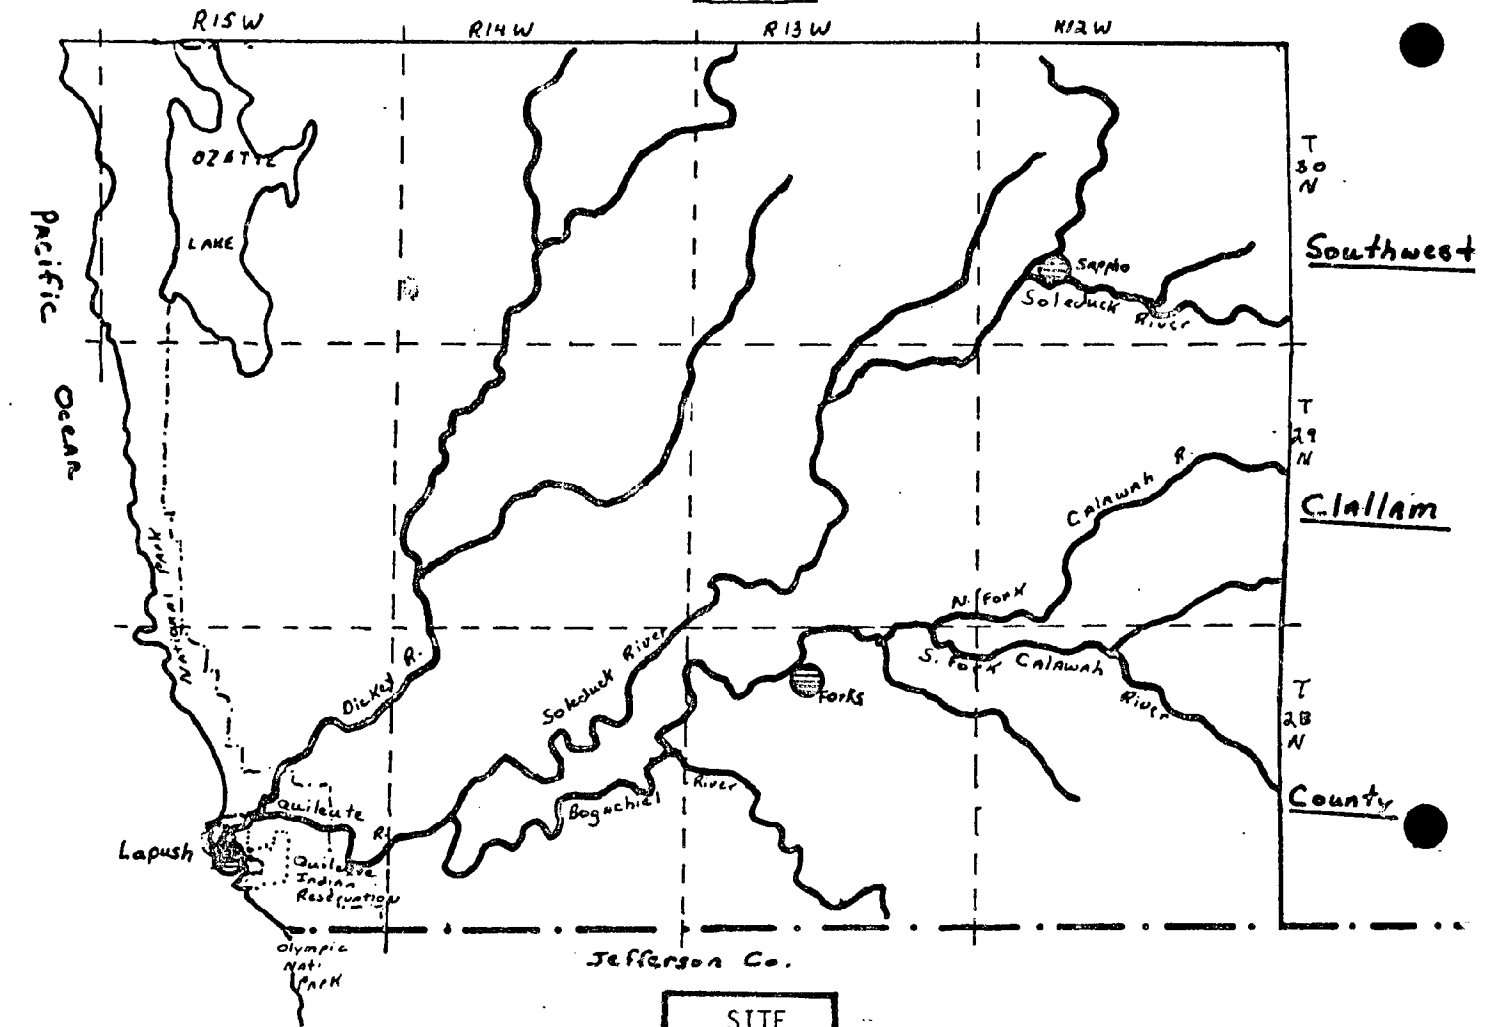 R15W
R14W
R13W
R12W
T
30
N
OZATTE
LAKE
Pacific
Ocean
Sappho
Soleduck
River
Southwest
T
29
N
Calawah R.
Clallam
National Park
N. Fork
S. Fork Calawah
River
Dickey R.
Soleduck River
Forks
T
28
N
County
Quileute
R.
Bogachiel
River
Lapush
Quileute
Indian
Reservation
Olympic
Nat.
Park
Jefferson Co.
SITE